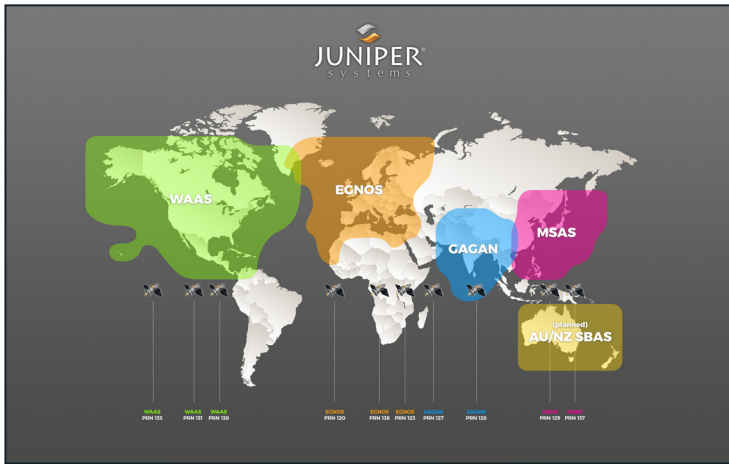 JUNIPER®
systems
WAAS
EGNOS
GAGAN
MSAS
(planned)
AU/NZ SBAS
WAAS
PRN 135
WAAS
PRN 131
WAAS
PRN 138
EGNOS
PRN 120
EGNOS
PRN 136
EGNOS
PRN 123
GAGAN
PRN 127
GAGAN
PRN 128
MSAS
PRN 129
MSAS
PRN 137